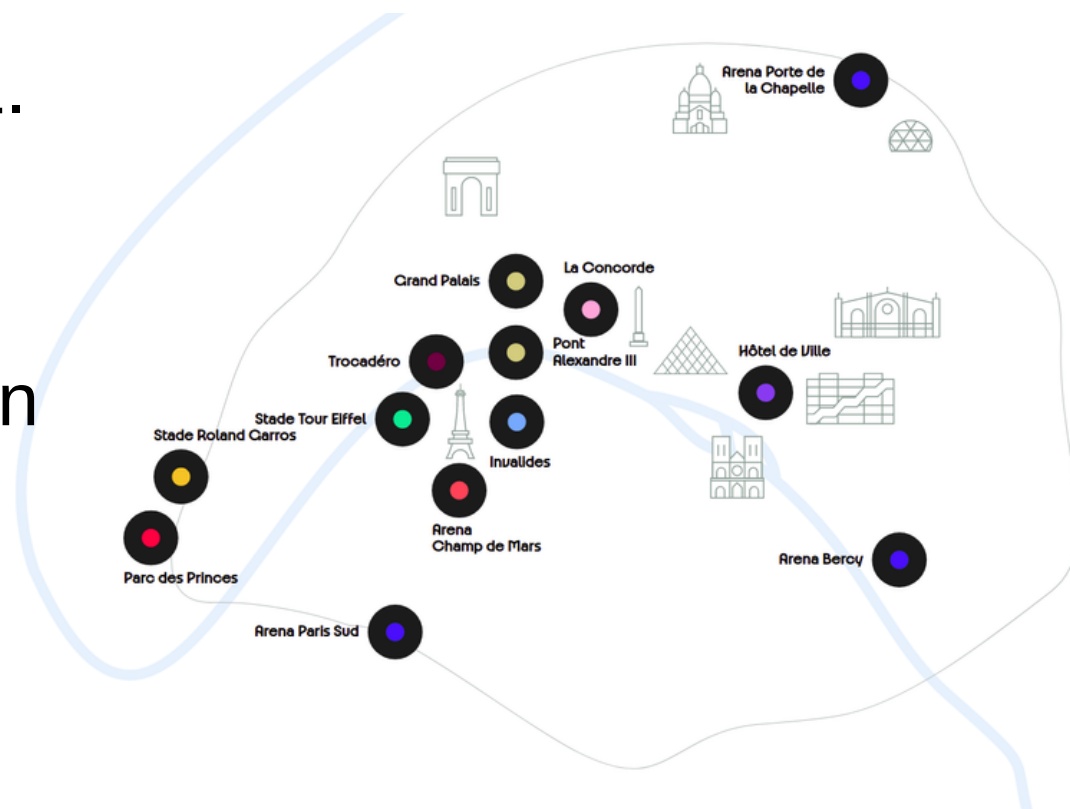 .
Arena Porte de
la Chapelle
Grand Palais
La Concorde
Trocadéro
Pont
Alexandre III
Hôtel de Ville
n
Stade Tour Eiffel
Stade Roland Garros
Invalides
Arena
Champ de Mars
Parc des Princes
Arena Bercy
Arena Paris Sud